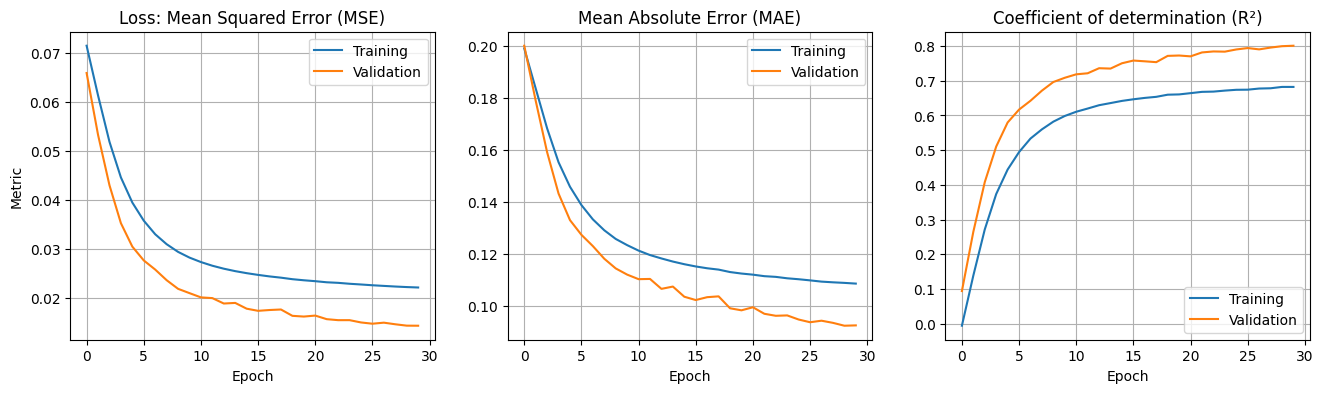 Loss: Mean Squared Error (MSE)
Metric
0.07
0.06
0.05
0.04
0.03
0.02
Training
Validation
0 5 10 15 20 25 30
Epoch
Mean Absolute Error (MAE)
0.20
0.18
0.16
0.14
0.12
0.10
Training
Validation
0 5 10 15 20 25 30
Epoch
Coefficient of determination (R²)
0.8
0.7
0.6
0.5
0.4
0.3
0.2
0.1
0.0
Training
Validation
0 5 10 15 20 25 30
Epoch